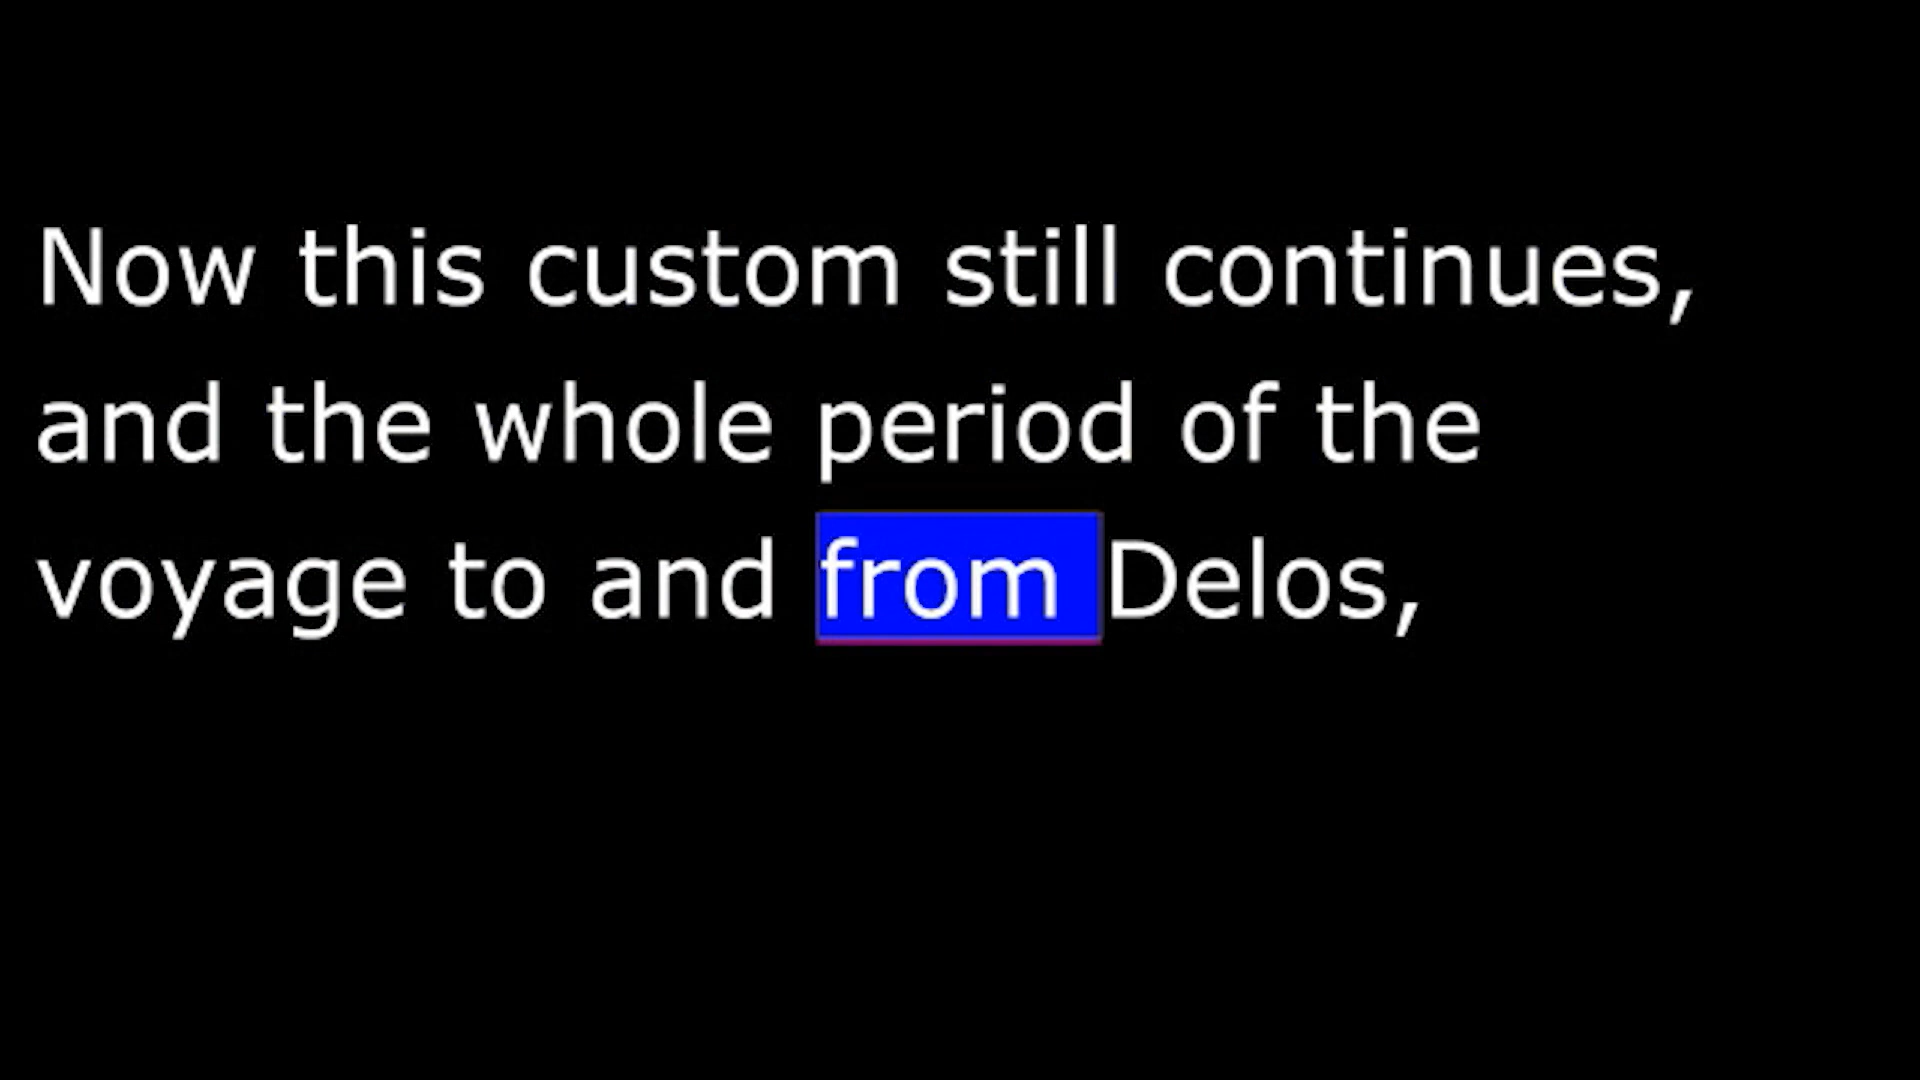 Now this custom still continues,
and the whole period of the
voyage to and from Delos,